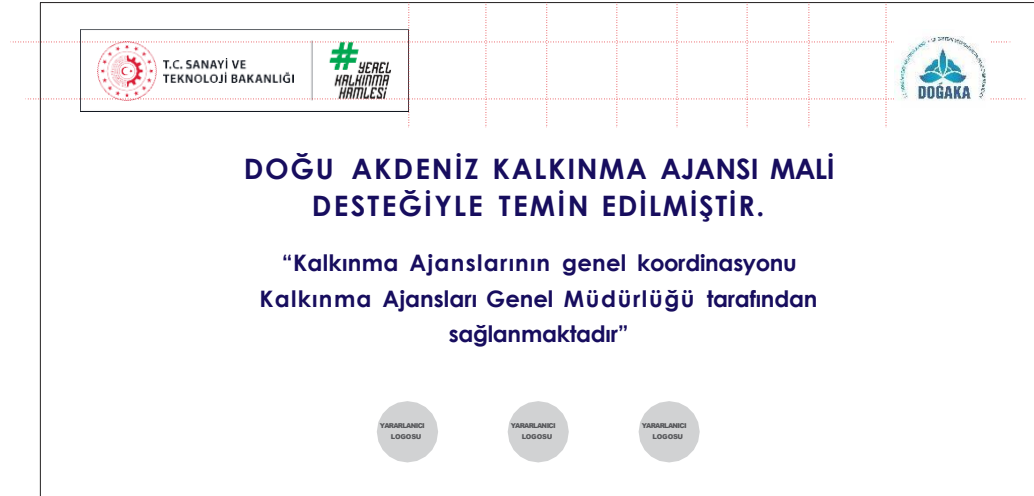 T.C. SANAYİ VE
TEKNOLOJİ BAKANLIĞI
#YEREL
KALKINMA
HAMLESİ
DOĞAKA
DOĞU AKDENİZ KALKINMA AJANSI MALİ
DESTEĞİYLE TEMİN EDİLMİŞTİR.
“Kalkınma Ajanslarının genel koordinasyonu
Kalkınma Ajansları Genel Müdürlüğü tarafından
sağlanmaktadır”
YARARLANICI
LOGOSU
YARARLANICI
LOGOSU
YARARLANICI
LOGOSU